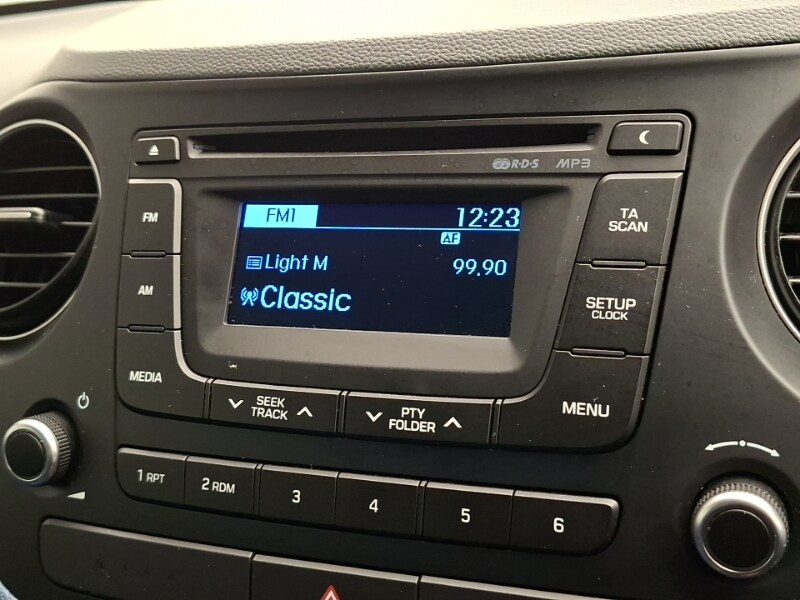 R·D·S MP3
FM1 12:23
AF
Light M 99.90
Classic
FM
AM
MEDIA
TA
SCAN
SETUP
CLOCK
MENU
SEEK
TRACK
PTY
FOLDER
1 RPT 2 RDM 3 4 5 6